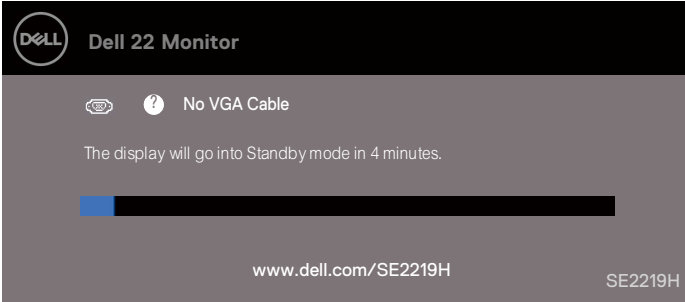 DELL
Dell 22 Monitor
? No VGA Cable
The display will go into Standby mode in 4 minutes.
www.dell.com/SE2219H
SE2219H